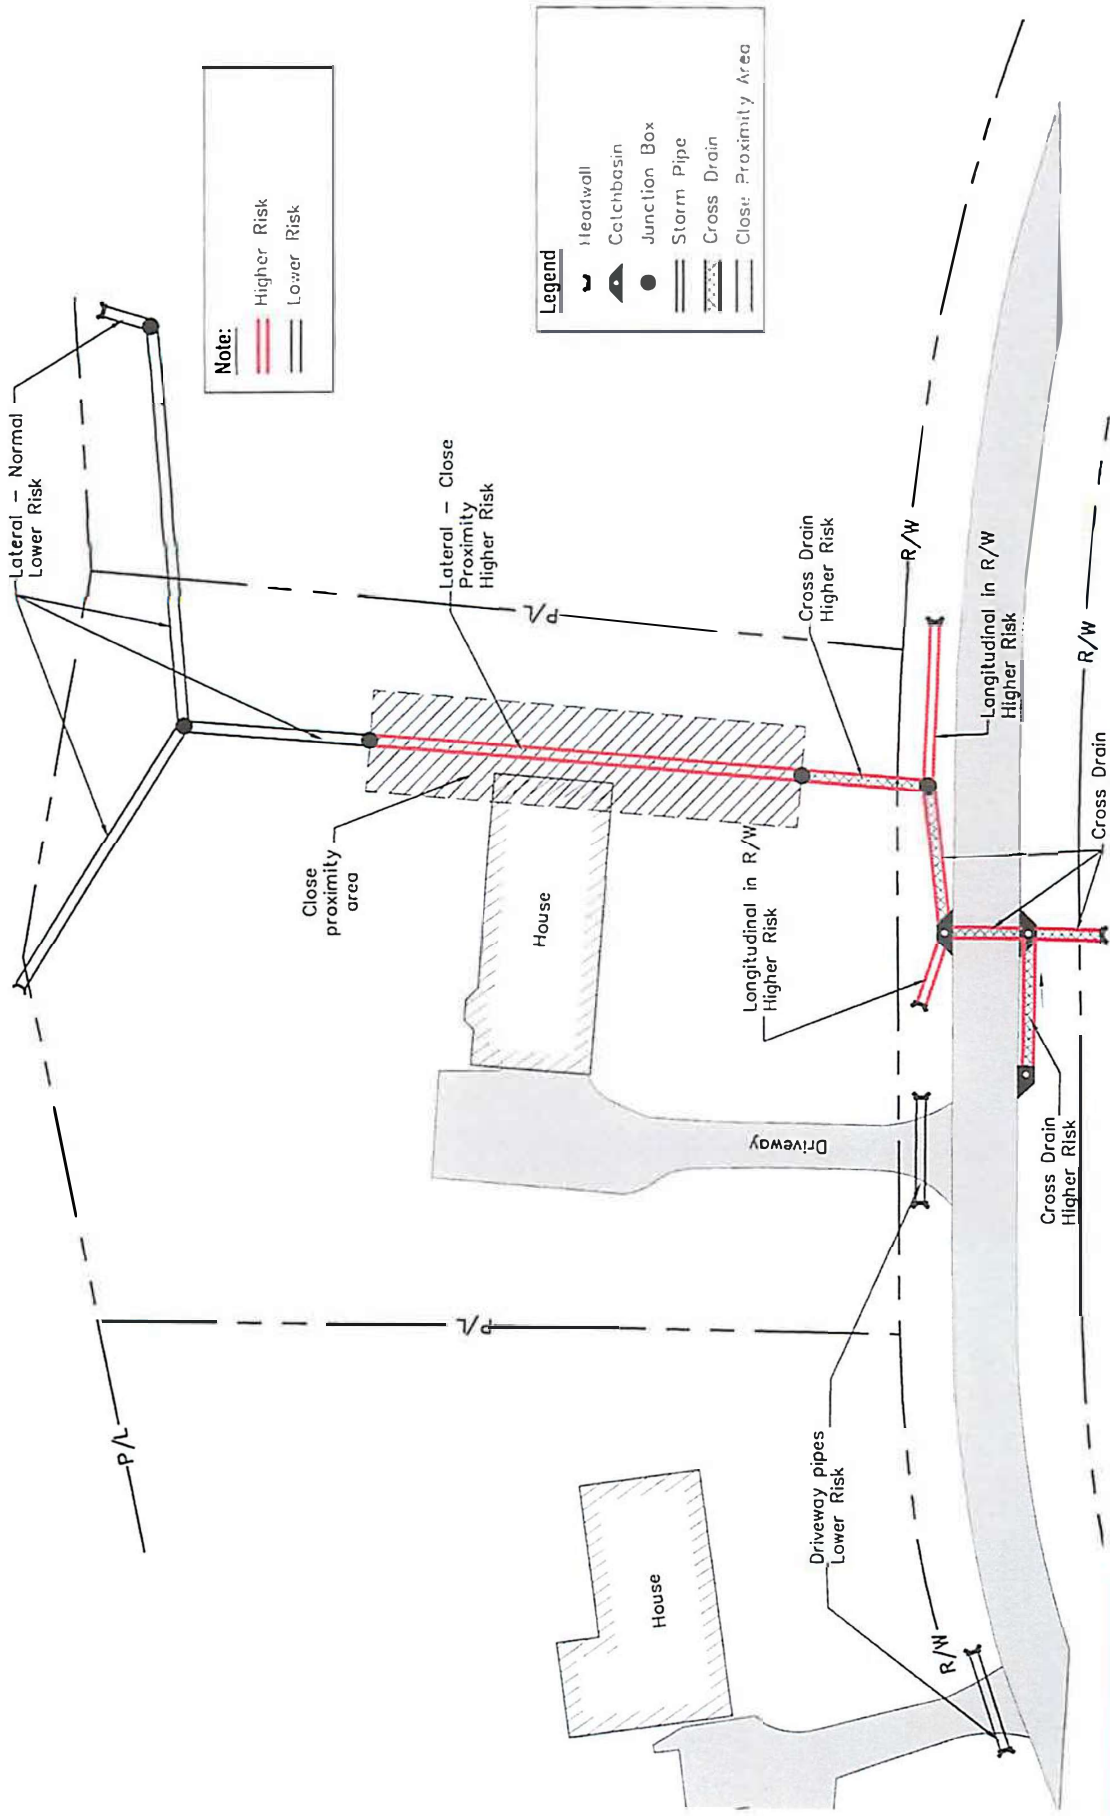 Lateral – Normal
Lower Risk
Note:
Higher Risk
Lower Risk
Lateral – Close
Proximity
Higher Risk
Legend
Headwall
Catchbasin
Junction Box
Storm Pipe
Cross Drain
Close Proximity Area
P/L
Close
proximity
area
House
Cross Drain
Higher Risk
R/W
Longitudinal in R/W
Higher Risk
Longitudinal in R/W
Higher Risk
R/W
Cross Drain
Driveway
Cross Drain
Higher Risk
P/L
P/L
Driveway pipes
Lower Risk
House
R/W